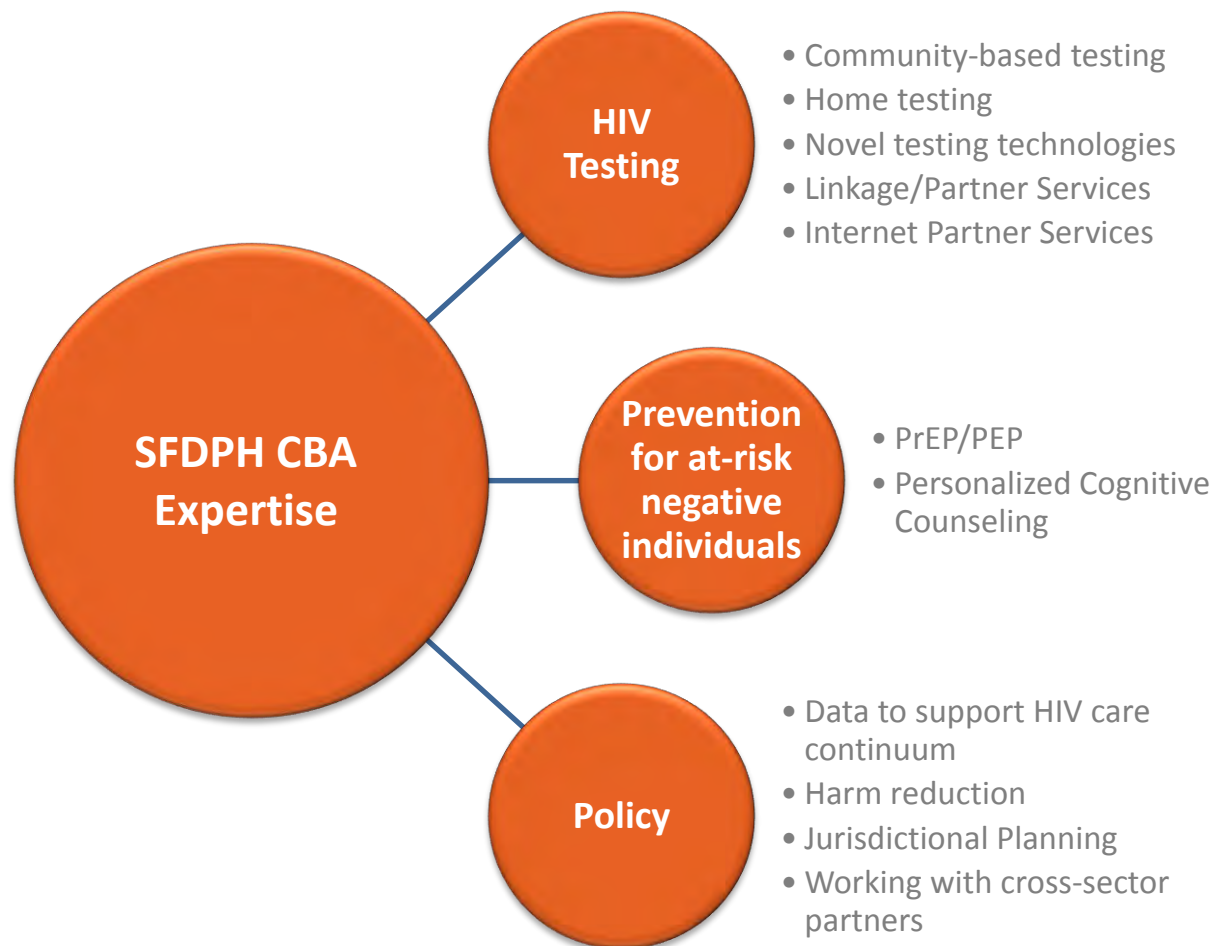 HIV
Testing
• Community-based testing
• Home testing
• Novel testing technologies
• Linkage/Partner Services
• Internet Partner Services
SFDPH CBA
Expertise
Prevention
for at-risk
negative
individuals
• PrEP/PEP
• Personalized Cognitive
Counseling
Policy
• Data to support HIV care
continuum
• Harm reduction
• Jurisdictional Planning
• Working with cross-sector
partners